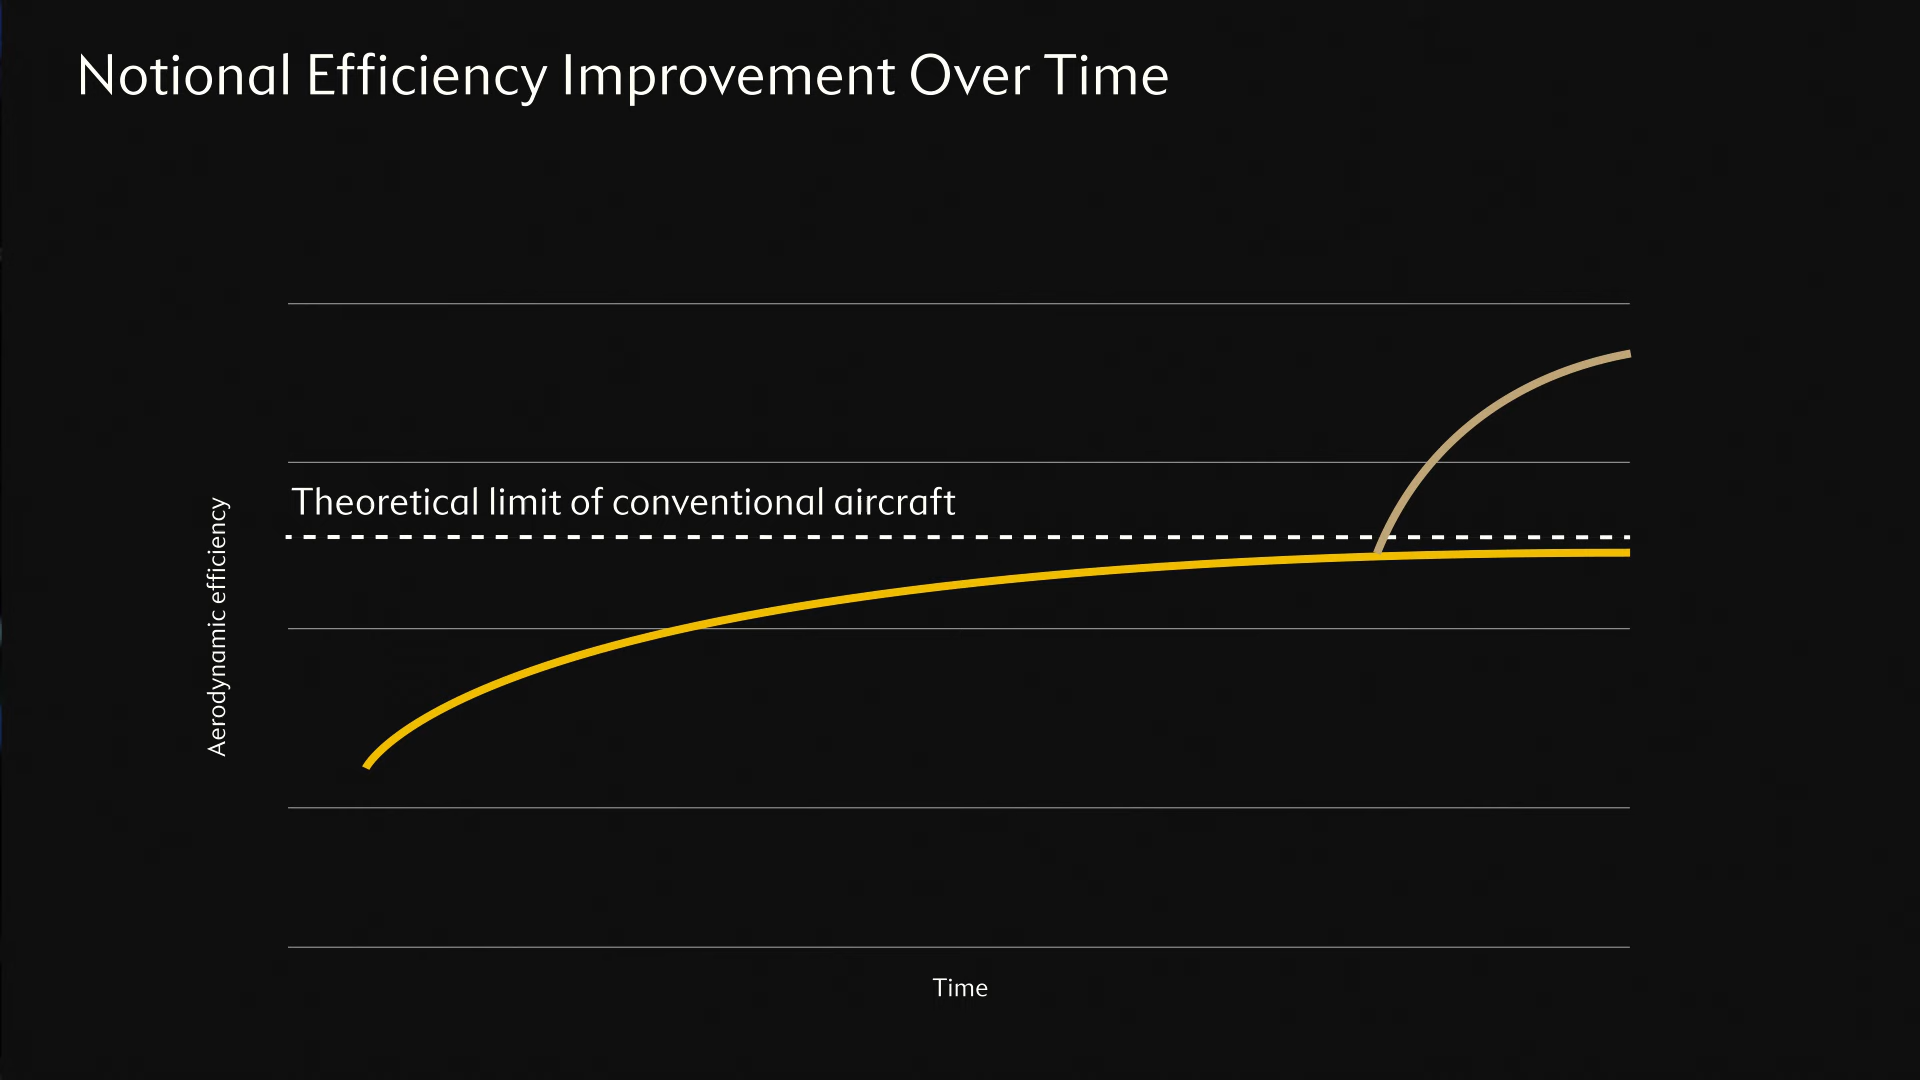 Notional Efficiency Improvement Over Time
Theoretical limit of conventional aircraft
Aerodynamic efficiency
Time